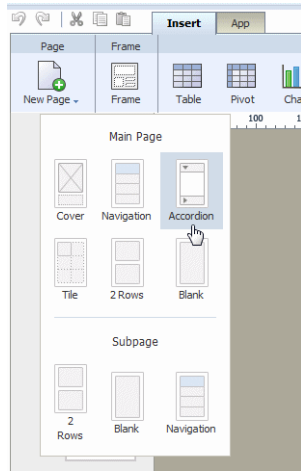 Insert App
Page Frame
New Page Frame Table Pivot Cha
100 1
Main Page
Cover Navigation Accordion
Tile 2 Rows Blank
Subpage
2
Rows Blank Navigation